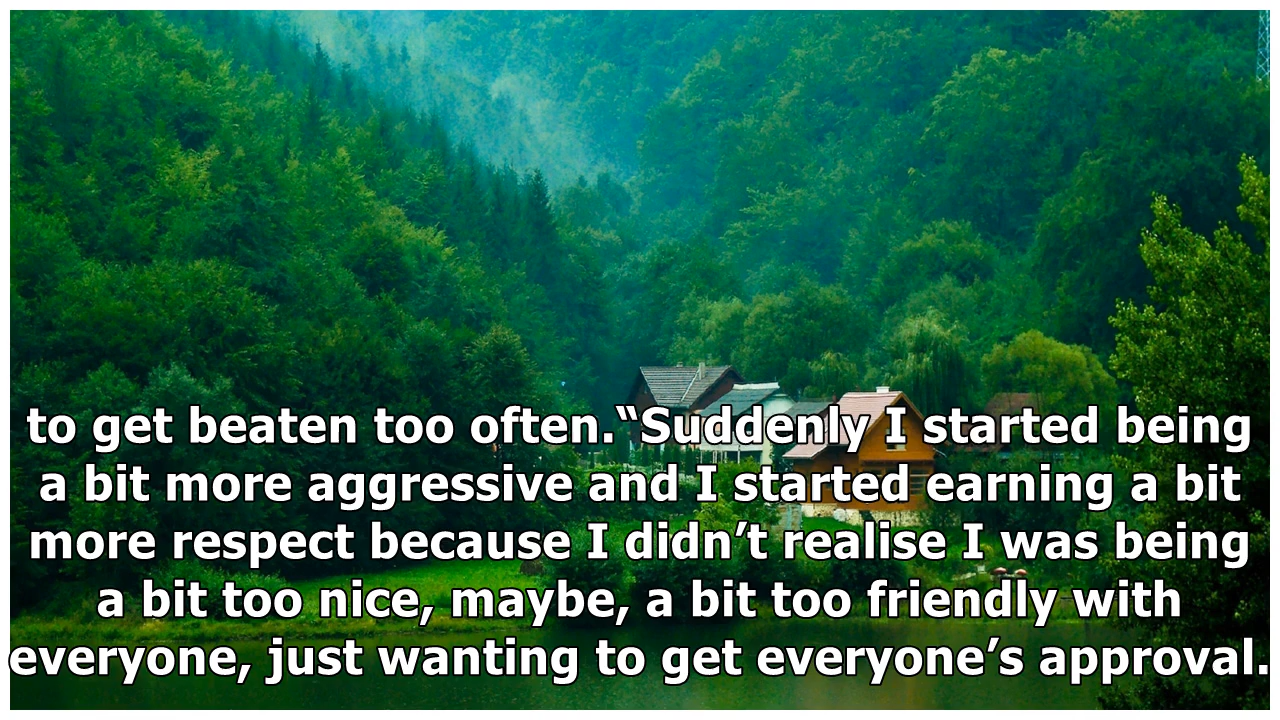 to get beaten too often.“Suddenly I started being
a bit more aggressive and I started earning a bit
more respect because I didn’t realise I was being
a bit too nice, maybe, a bit too friendly with
everyone, just wanting to get everyone’s approval.